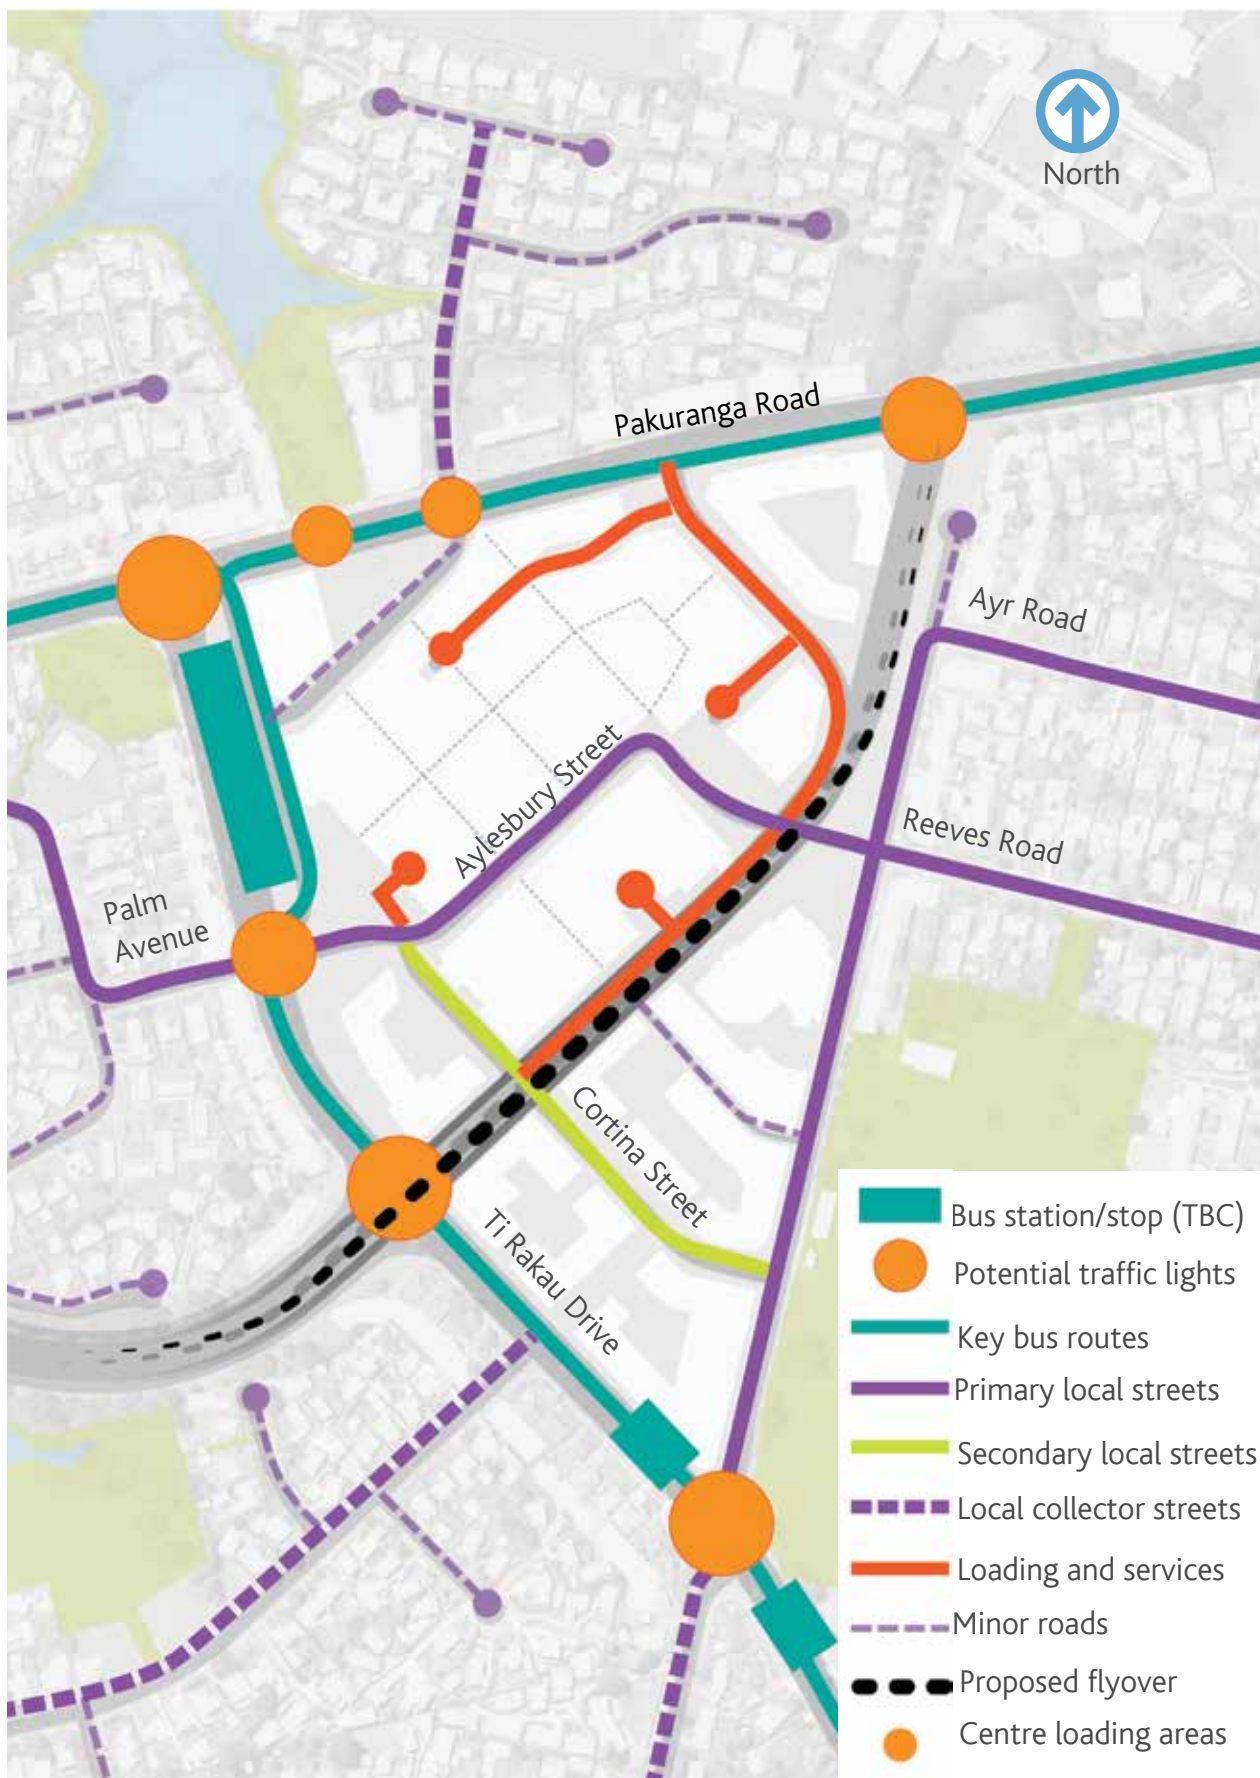 North
Pakuranga Road
Ayr Road
Aylesbury Street
Reeves Road
Palm
Avenue
Cortina Street
Ti Rakau Drive
Bus station/stop (TBC)
Potential traffic lights
Key bus routes
Primary local streets
Secondary local streets
Local collector streets
Loading and services
Minor roads
Proposed flyover
Centre loading areas